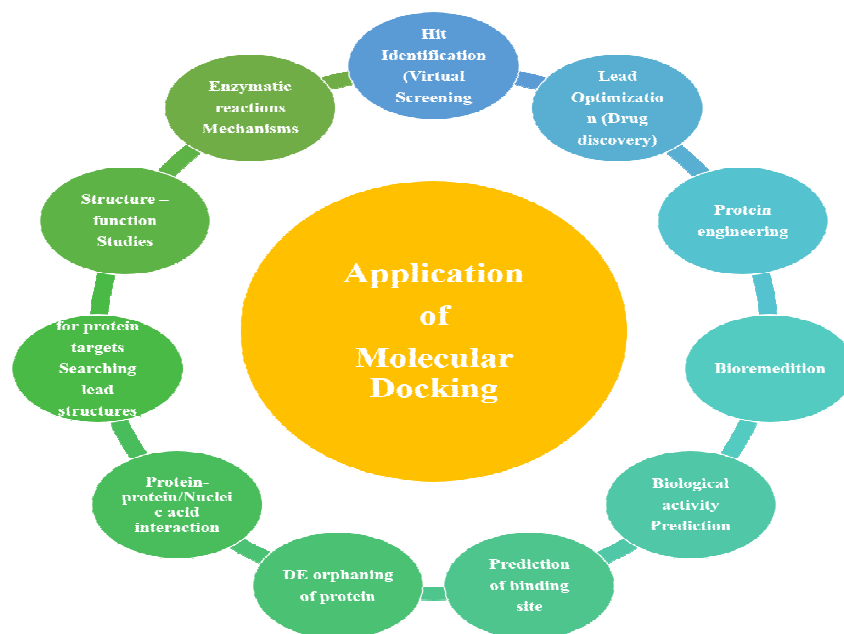 Hit
Identification
(Virtual
Screening
Lead
Optimizatio
n (Drug
discovery)
Protein
engineering
Bioremedition
Biological
activity
Prediction
Prediction
of binding
site
DE orphaning
of protein
Protein-
protein/Nuclei
c acid
interaction
for protein
targets
Searching
lead
structures
Structure –
function
Studies
Enzymatic
reactions
Mechanisms
Application
of
Molecular
Docking